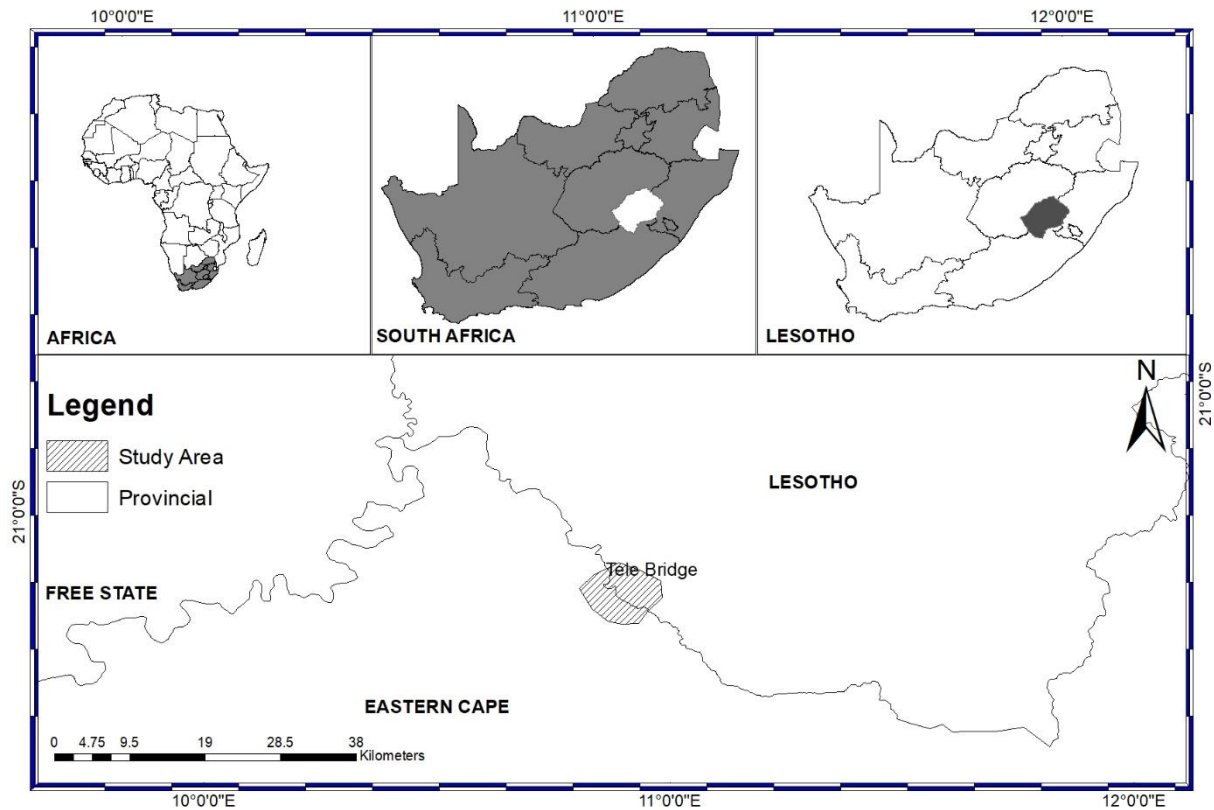 10°0'0"E 11°0'0"E 12°0'0"E
AFRICA
SOUTH AFRICA
LESOTHO
Legend
Study Area
Provincial
N
21°0'0"S
21°0'0"S
LESOTHO
Tele Bridge
FREE STATE
EASTERN CAPE
0 4.75 9.5 19 28.5 38
Kilometers
10°0'0"E 11°0'0"E 12°0'0"E